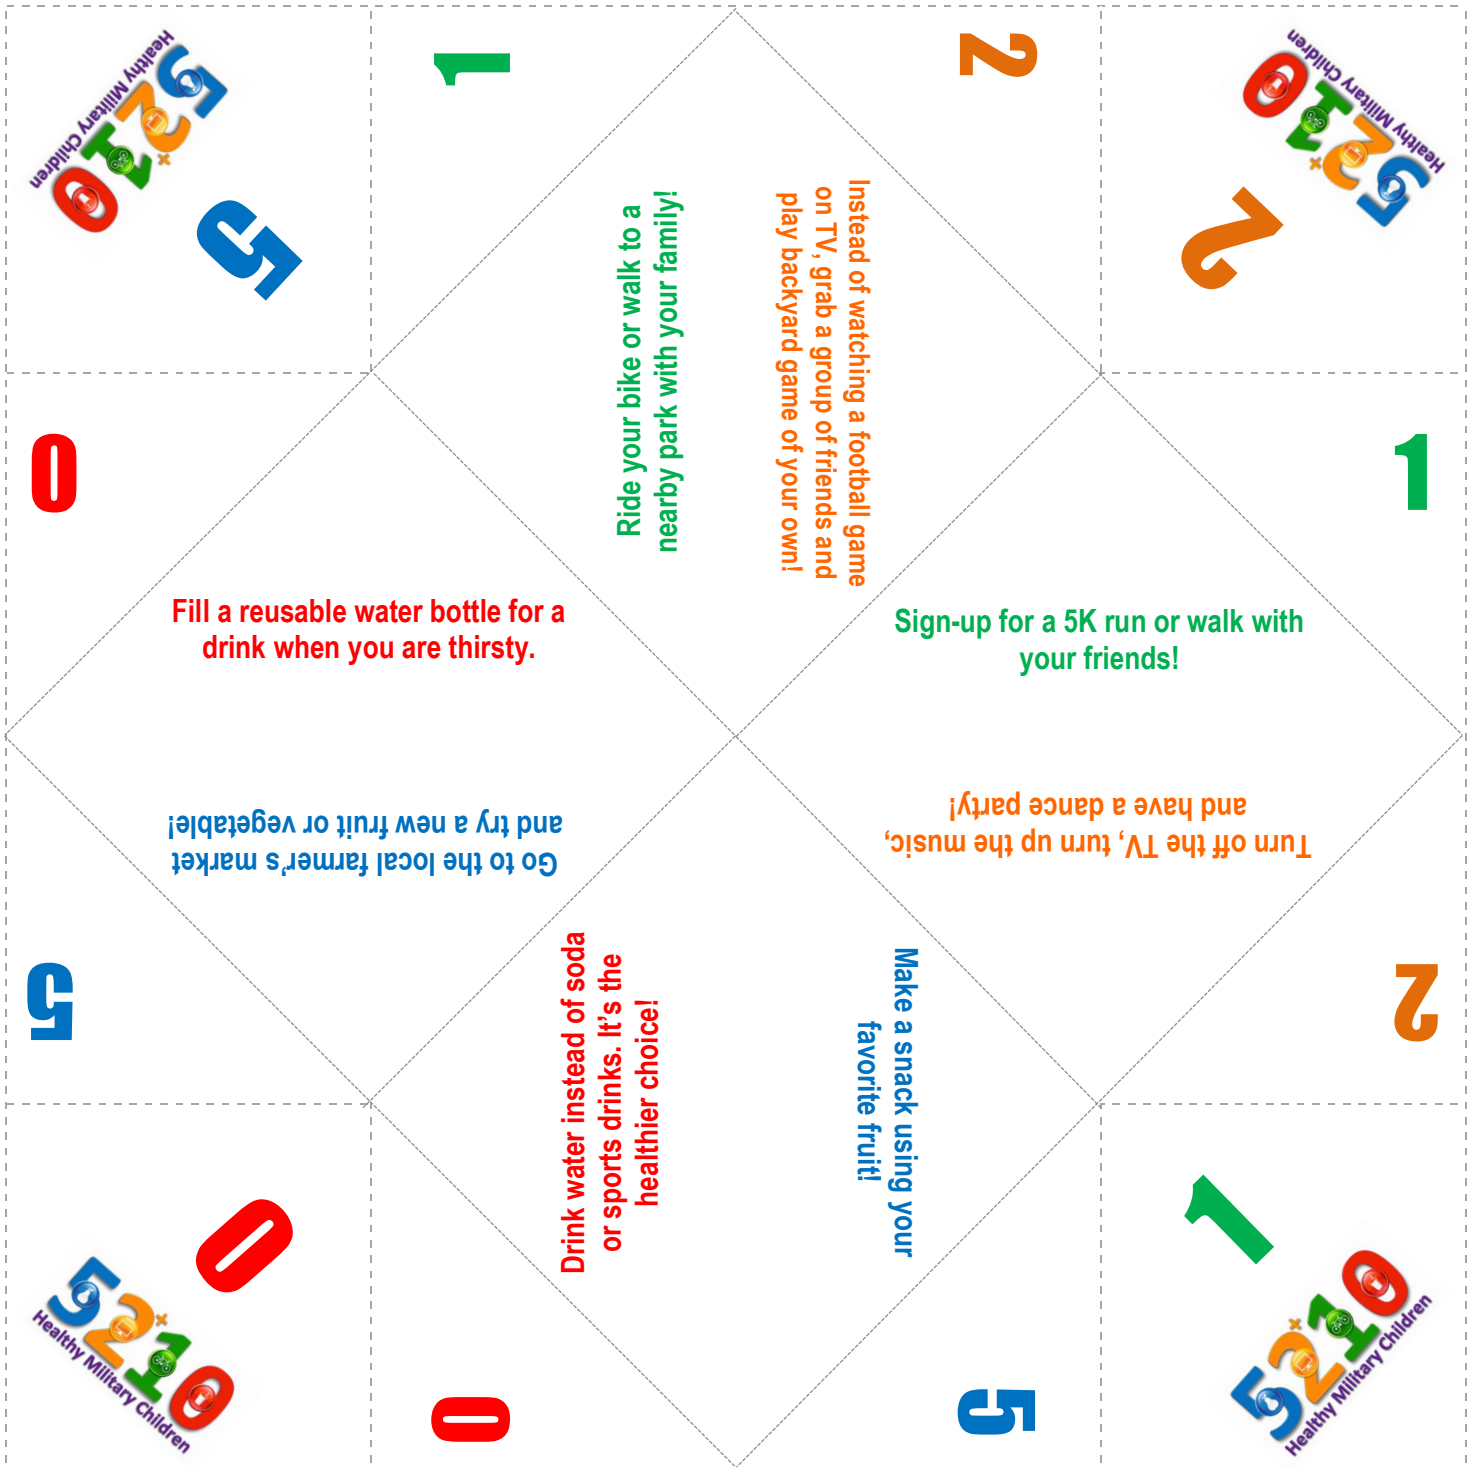 5210
Healthy Military Children
5
1
2
5210
Healthy Military Children
2
Ride your bike or walk to a
nearby park with your family!
Instead of watching a football game
on TV, grab a group of friends and
play backyard game of your own!
0
1
Fill a reusable water bottle for a
drink when you are thirsty.
Sign-up for a 5K run or walk with
your friends!
Go to the local farmer's market
and try a new fruit or vegetable!
Turn off the TV, turn up the music,
and have a dance party!
5
2
Drink water instead of soda
or sports drinks. It's the
healthier choice!
Make a snack using your
favorite fruit!
0
5210
Healthy Military Children
0
5
1
5210
Healthy Military Children